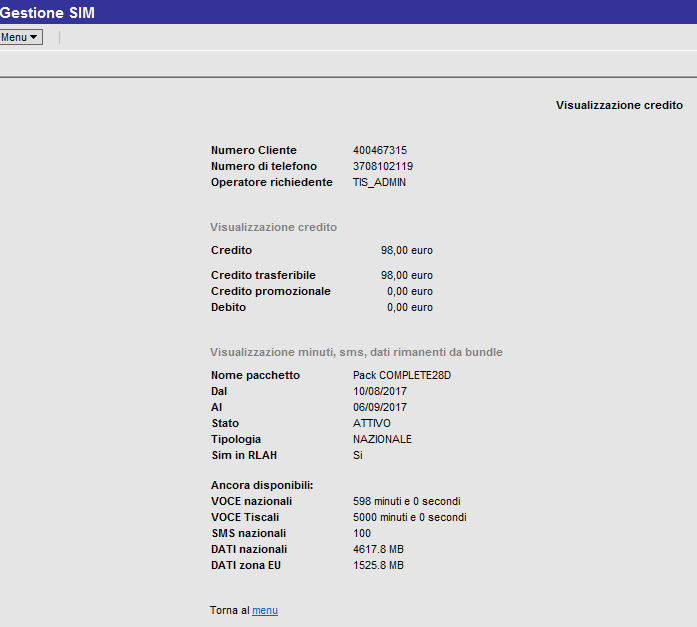 Gestione SIM
Menu
Visualizzazione credito
Numero Cliente 400467315
Numero di telefono 3708102119
Operatore richiedente TIS_ADMIN
Visualizzazione credito
Credito 98,00 euro
Credito trasferibile 98,00 euro
Credito promozionale 0,00 euro
Debito 0,00 euro
Visualizzazione minuti, sms, dati rimanenti da bundle
Nome pacchetto Pack COMPLETE28D
Dal 10/08/2017
Al 06/09/2017
Stato ATTIVO
Tipologia NAZIONALE
Sim in RLAH Si
Ancora disponibili:
VOCE nazionali 598 minuti e 0 secondi
VOCE Tiscali 5000 minuti e 0 secondi
SMS nazionali 100
DATI nazionali 4617.8 MB
DATI zona EU 1525.8 MB
Torna al menu